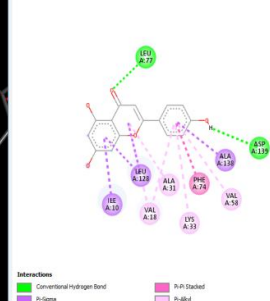 LEU
A:77
H
ASP
A:139
ALA
A:138
LEU
A:128
ALA
A:31
PHE
A:74
VAL
A:58
ILE
A:10
VAL
A:18
LYS
A:33
Interactions
Conventional Hydrogen Bond
Pi-Pi Stacked
Pi-Sigma
Pi-Alkyl